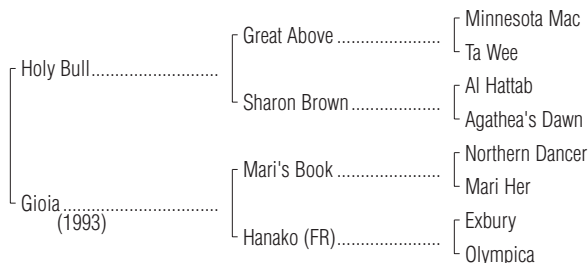 Minnesota Mac
Great Above
Ta Wee
Holy Bull
Al Hattab
Sharon Brown
Agathea's Dawn
Northern Dancer
Mari's Book
Mari Her
Gioia
(1993)
Exbury
Hanako (FR)
Olympica